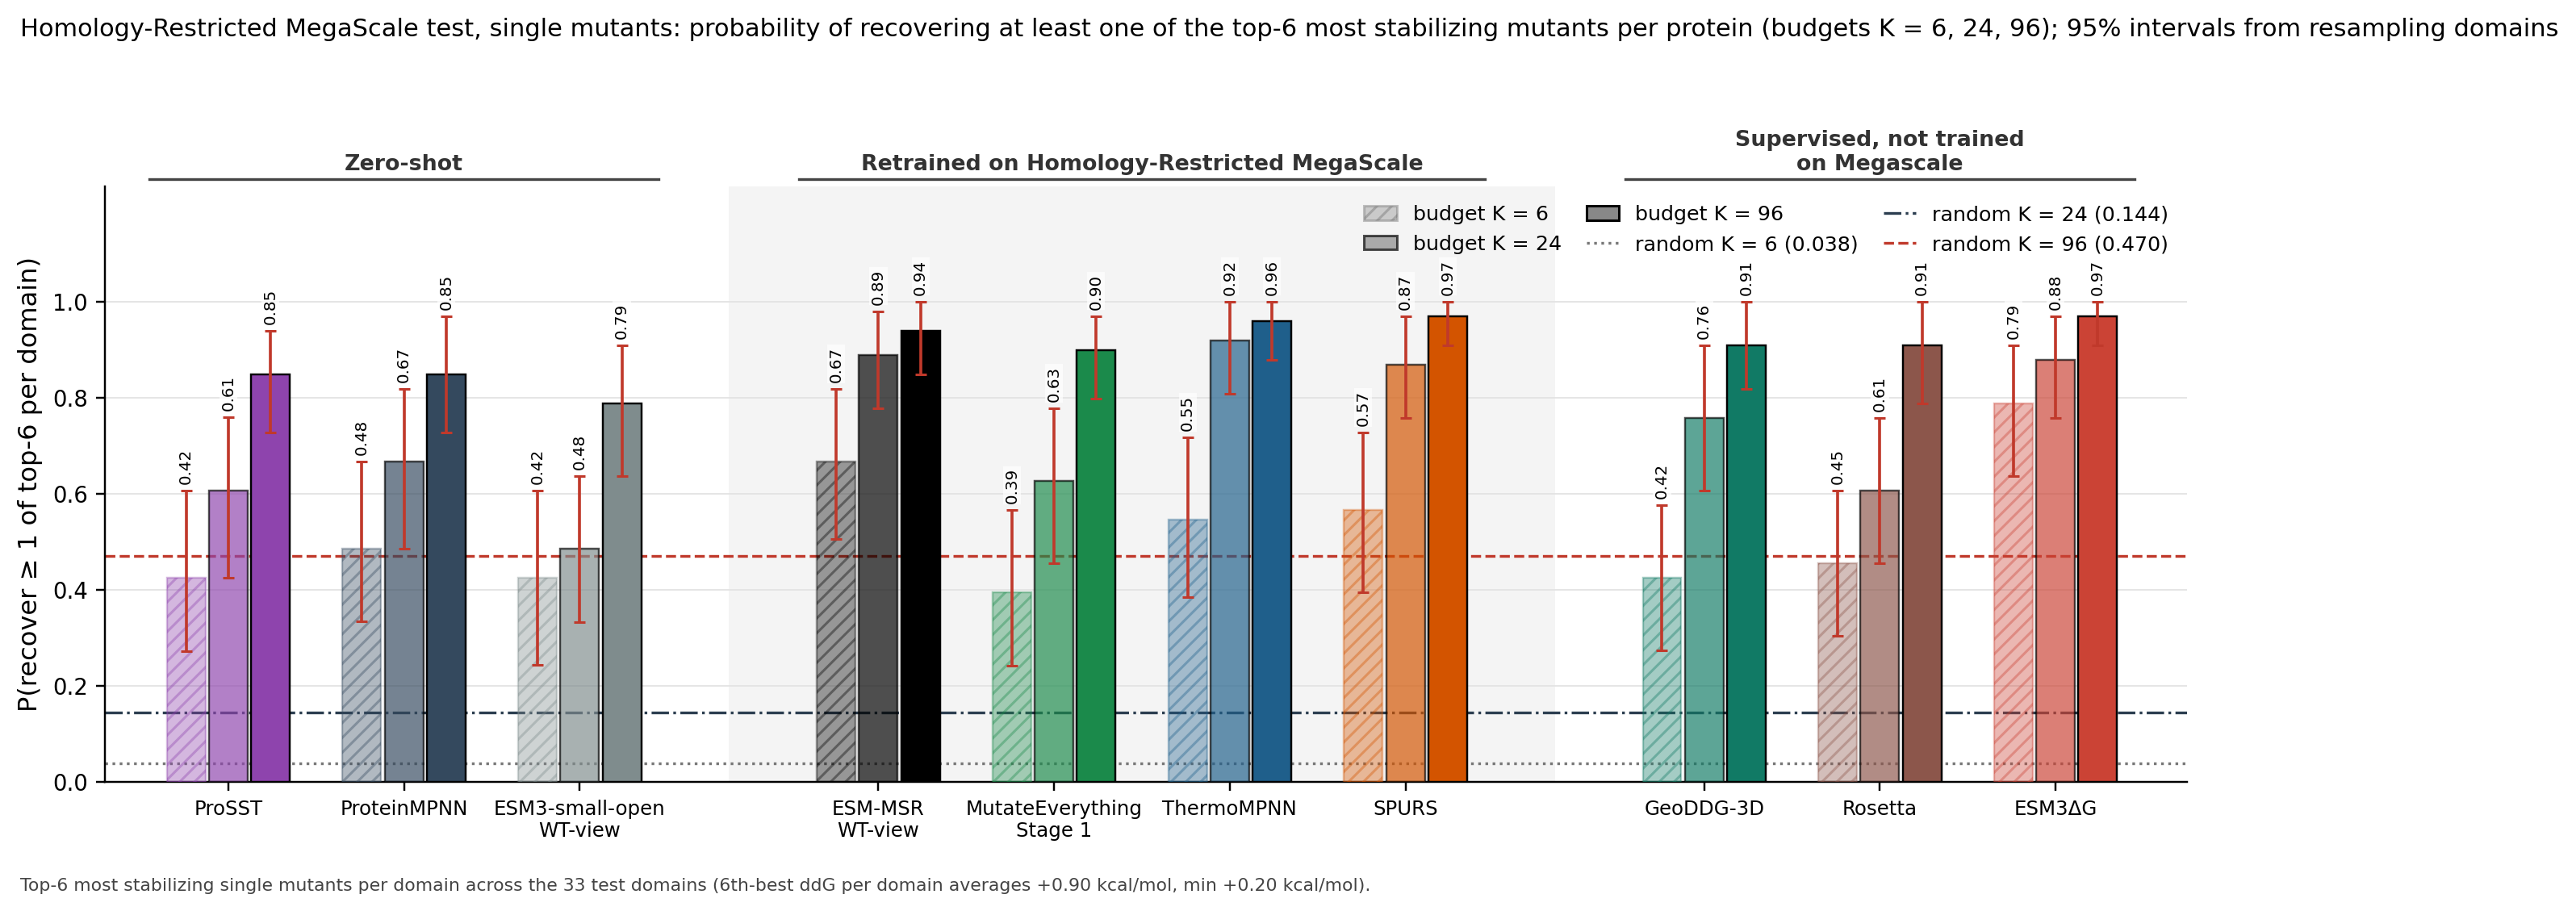 Homology-Restricted MegaScale test, single mutants: probability of recovering at least one of the top-6 most stabilizing mutants per protein (budgets K = 6, 24, 96); 95% intervals from resampling domains
Zero-shot
Retrained on Homology-Restricted MegaScale
Supervised, not trained
on Megascale
budget K = 6
budget K = 24
budget K = 96
random K = 6 (0.038)
random K = 24 (0.144)
random K = 96 (0.470)
P(recover ≥ 1 of top-6 per domain)
1.0
0.8
0.6
0.4
0.2
0.0
0.42
0.61
0.85
0.48
0.67
0.85
0.42
0.48
0.79
0.67
0.89
0.94
0.39
0.63
0.90
0.55
0.92
0.96
0.57
0.87
0.97
0.42
0.76
0.91
0.45
0.61
0.91
0.79
0.88
0.97
ProSST
ProteinMPNN
ESM3-small-open
WT-view
ESM-MSR
WT-view
MutateEverything
Stage 1
ThermoMPNN
SPURS
GeoDDG-3D
Rosetta
ESM3ΔG
Top-6 most stabilizing single mutants per domain across the 33 test domains (6th-best ddG per domain averages +0.90 kcal/mol, min +0.20 kcal/mol).